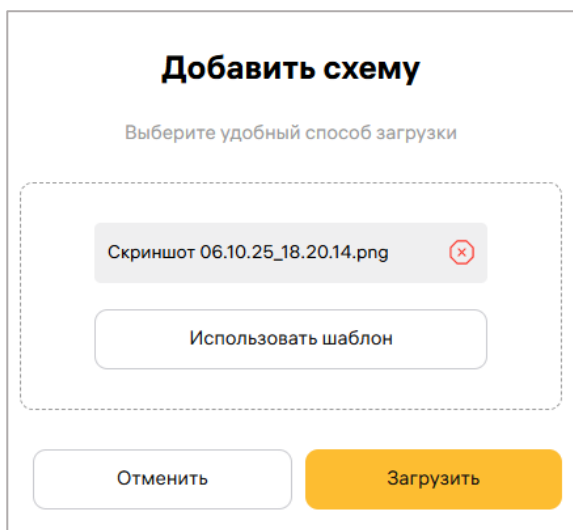 Добавить схему
Выберите удобный способ загрузки
Скриншот 06.10.25_18.20.14.png
Использовать шаблон
Отменить
Загрузить